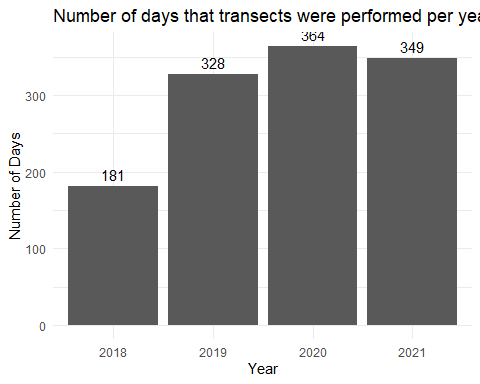 Number of days that transects were performed per yea
364
349
328
300
181
200
100
0
2018 2019 2020 2021
Year
Number of Days